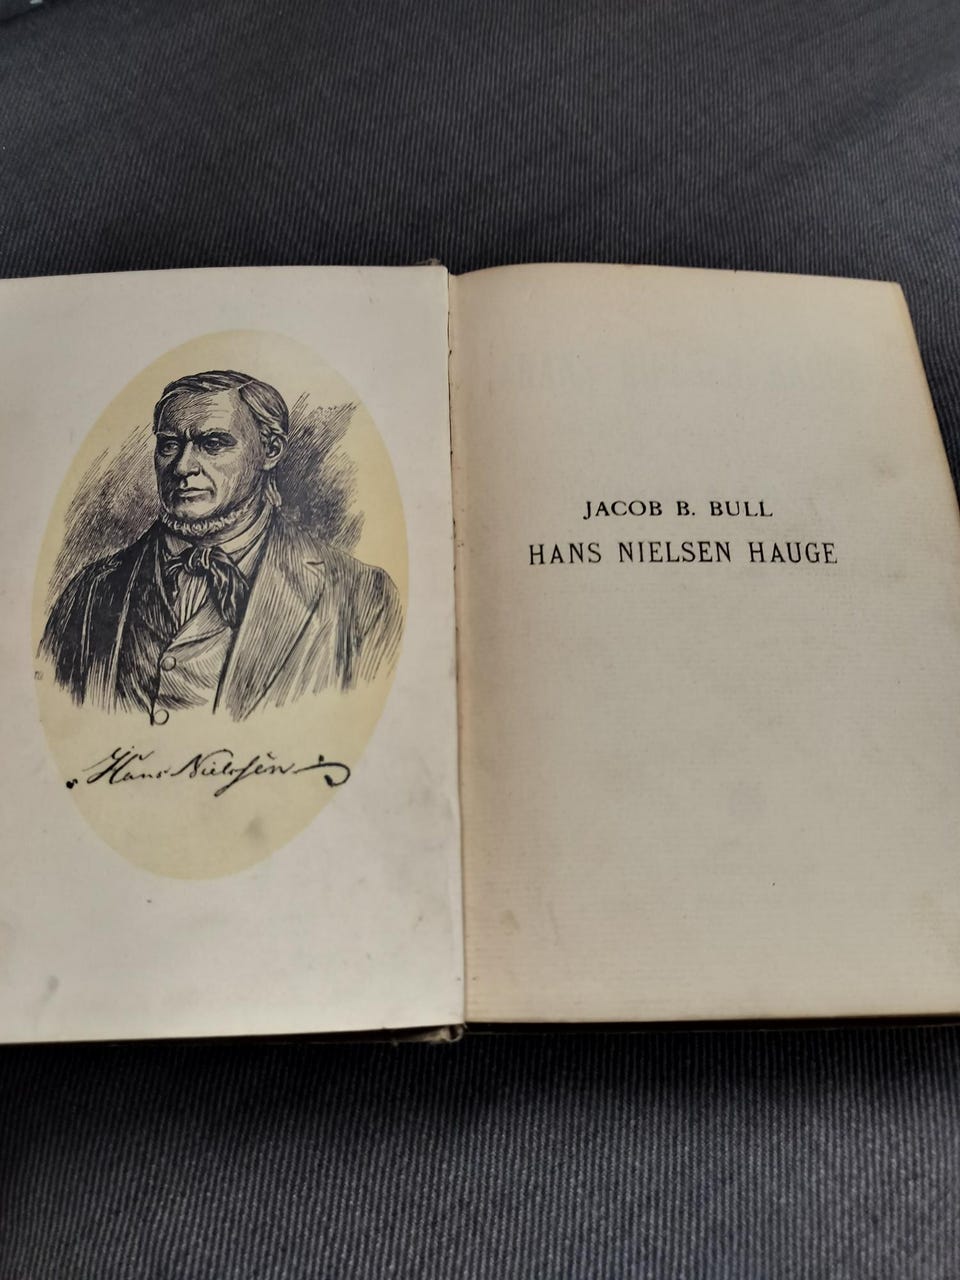 Hans Nielsen
JACOB B. BULL
HANS NIELSEN HAUGE